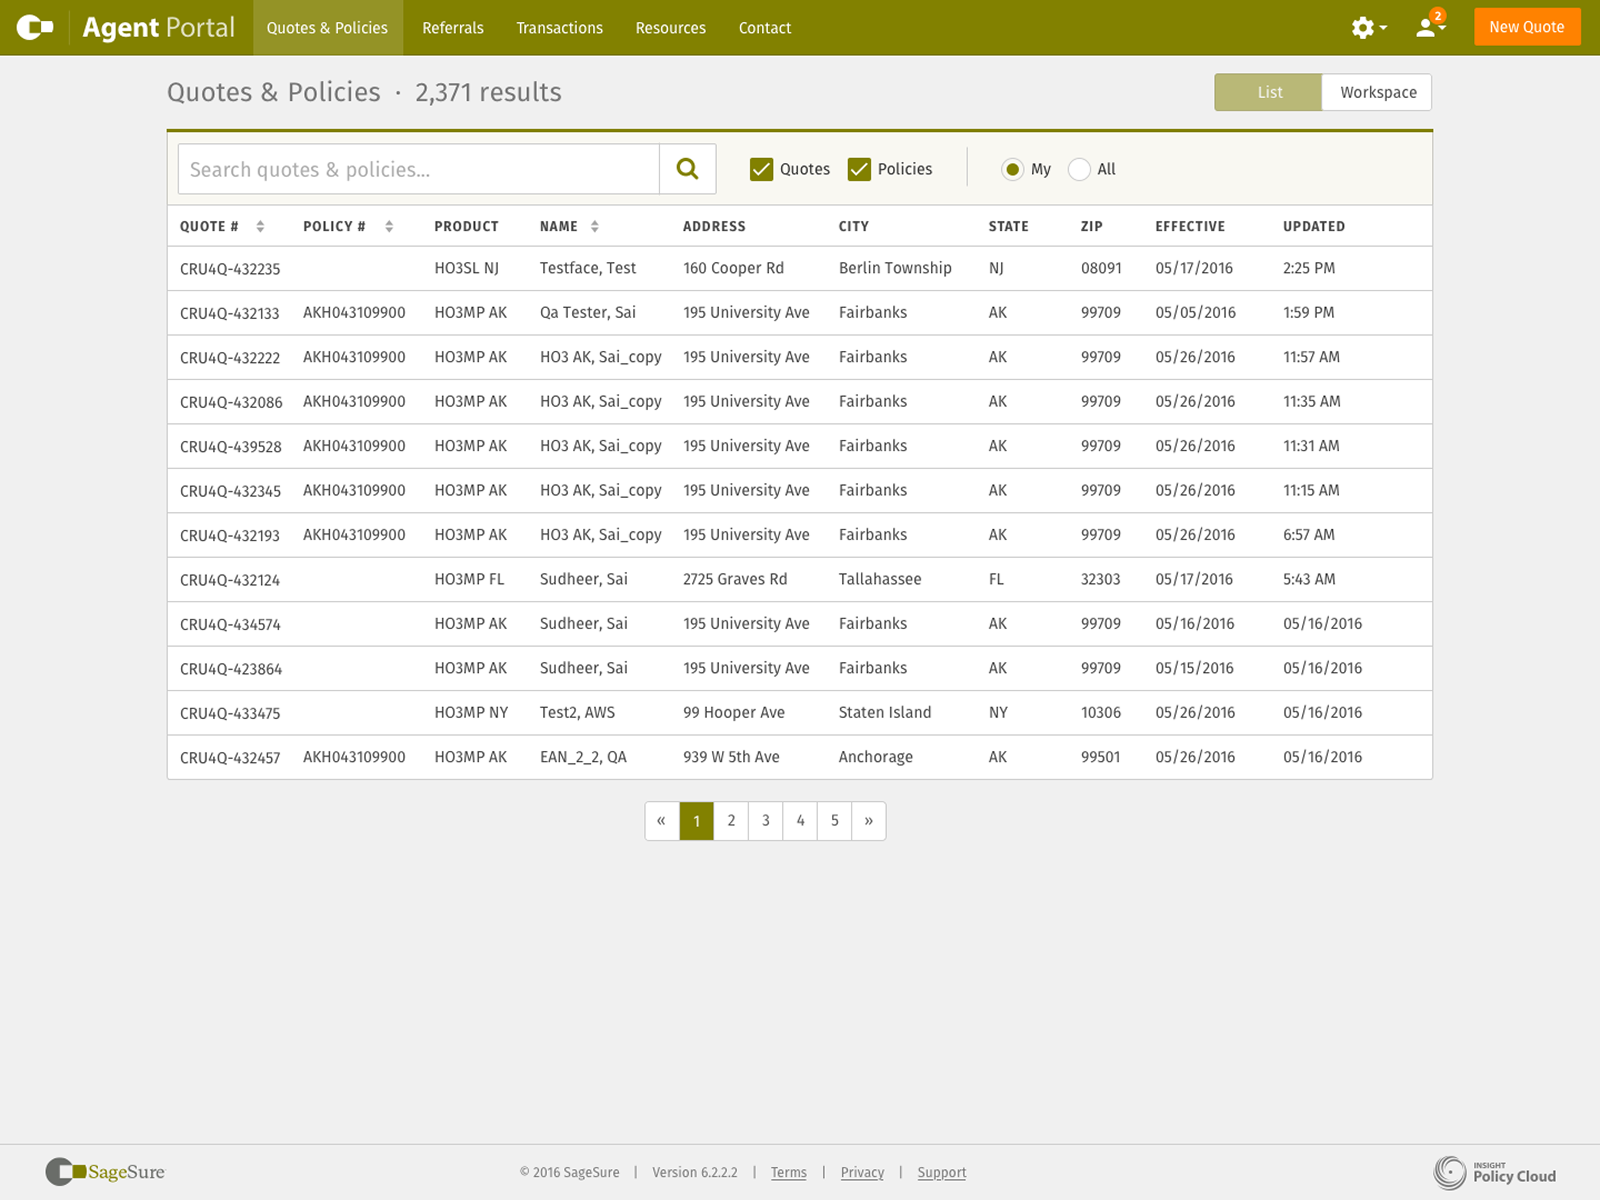 Agent Portal Quotes & Policies Referrals Transactions Resources Contact 2 New Quote
Quotes & Policies · 2,371 results List Workspace
Search quotes & policies... Quotes Policies My All
QUOTE # POLICY # PRODUCT NAME ADDRESS CITY STATE ZIP EFFECTIVE UPDATED
CRU4Q-432235 HO3SL NJ Testface, Test 160 Cooper Rd Berlin Township NJ 08091 05/17/2016 2:25 PM
CRU4Q-432133 AKH043109900 HO3MP AK Qa Tester, Sai 195 University Ave Fairbanks AK 99709 05/05/2016 1:59 PM
CRU4Q-432222 AKH043109900 HO3MP AK HO3 AK, Sai_copy 195 University Ave Fairbanks AK 99709 05/26/2016 11:57 AM
CRU4Q-432086 AKH043109900 HO3MP AK HO3 AK, Sai_copy 195 University Ave Fairbanks AK 99709 05/26/2016 11:35 AM
CRU4Q-439528 AKH043109900 HO3MP AK HO3 AK, Sai_copy 195 University Ave Fairbanks AK 99709 05/26/2016 11:31 AM
CRU4Q-432345 AKH043109900 HO3MP AK HO3 AK, Sai_copy 195 University Ave Fairbanks AK 99709 05/26/2016 11:15 AM
CRU4Q-432193 AKH043109900 HO3MP AK HO3 AK, Sai_copy 195 University Ave Fairbanks AK 99709 05/26/2016 6:57 AM
CRU4Q-432124 HO3MP FL Sudheer, Sai 2725 Graves Rd Tallahassee FL 32303 05/17/2016 5:43 AM
CRU4Q-434574 HO3MP AK Sudheer, Sai 195 University Ave Fairbanks AK 99709 05/16/2016 05/16/2016
CRU4Q-423864 HO3MP AK Sudheer, Sai 195 University Ave Fairbanks AK 99709 05/15/2016 05/16/2016
CRU4Q-433475 HO3MP NY Test2, AWS 99 Hooper Ave Staten Island NY 10306 05/26/2016 05/16/2016
CRU4Q-432457 AKH043109900 HO3MP AK EAN_2_2, QA 939 W 5th Ave Anchorage AK 99501 05/26/2016 05/16/2016
« 1 2 3 4 5 »
SageSure © 2016 SageSure | Version 6.2.2.2 | Terms | Privacy | Support INSIGHT
Policy Cloud